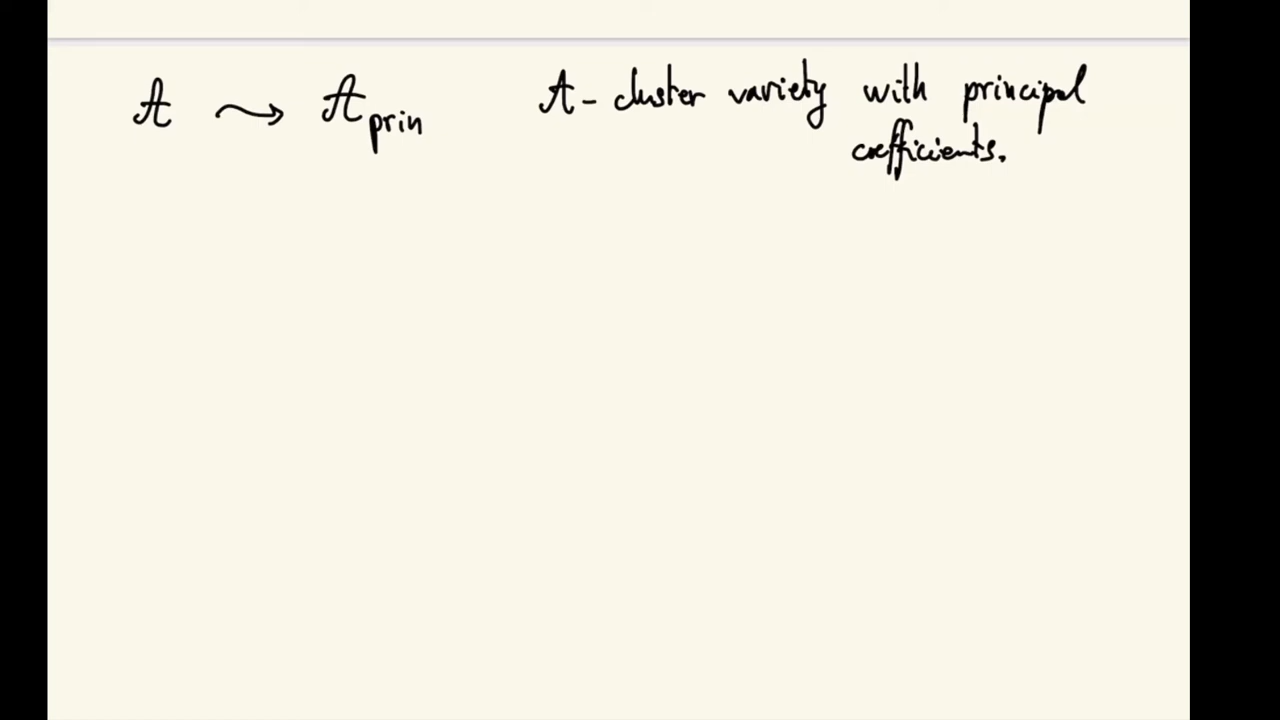 𝒜 ⇝ 𝒜_prin 𝒜- cluster variety with principal
coefficients.